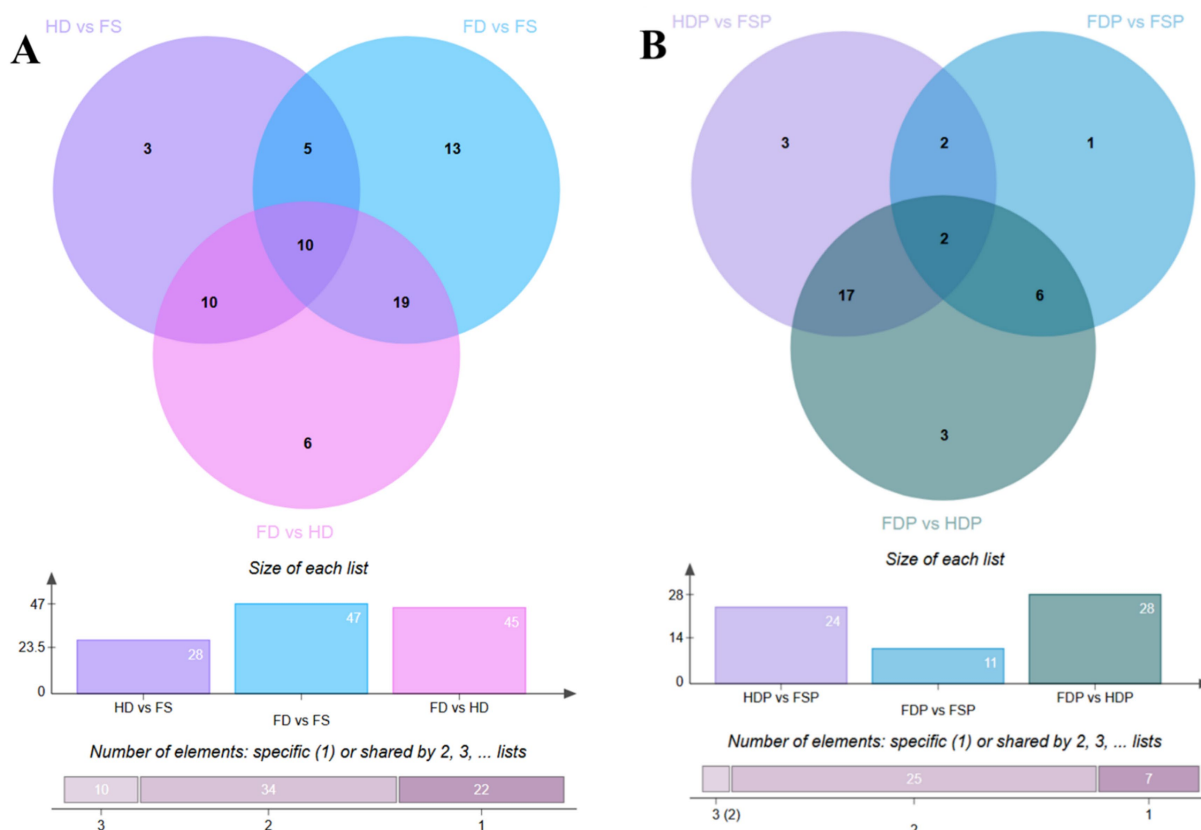 A
HD vs FS
FD vs FS
3
5
13
10
10
19
6
FD vs HD
Size of each list
47
23.5
0
28
47
45
HD vs FS
FD vs FS
FD vs HD
Number of elements: specific (1) or shared by 2, 3, ... lists
10
34
22
3
2
1
B
HDP vs FSP
FDP vs FSP
3
2
1
2
17
6
3
FDP vs HDP
Size of each list
28
14
0
24
11
28
HDP vs FSP
FDP vs FSP
FDP vs HDP
Number of elements: specific (1) or shared by 2, 3, ... lists
25
7
3 (2)
2
1